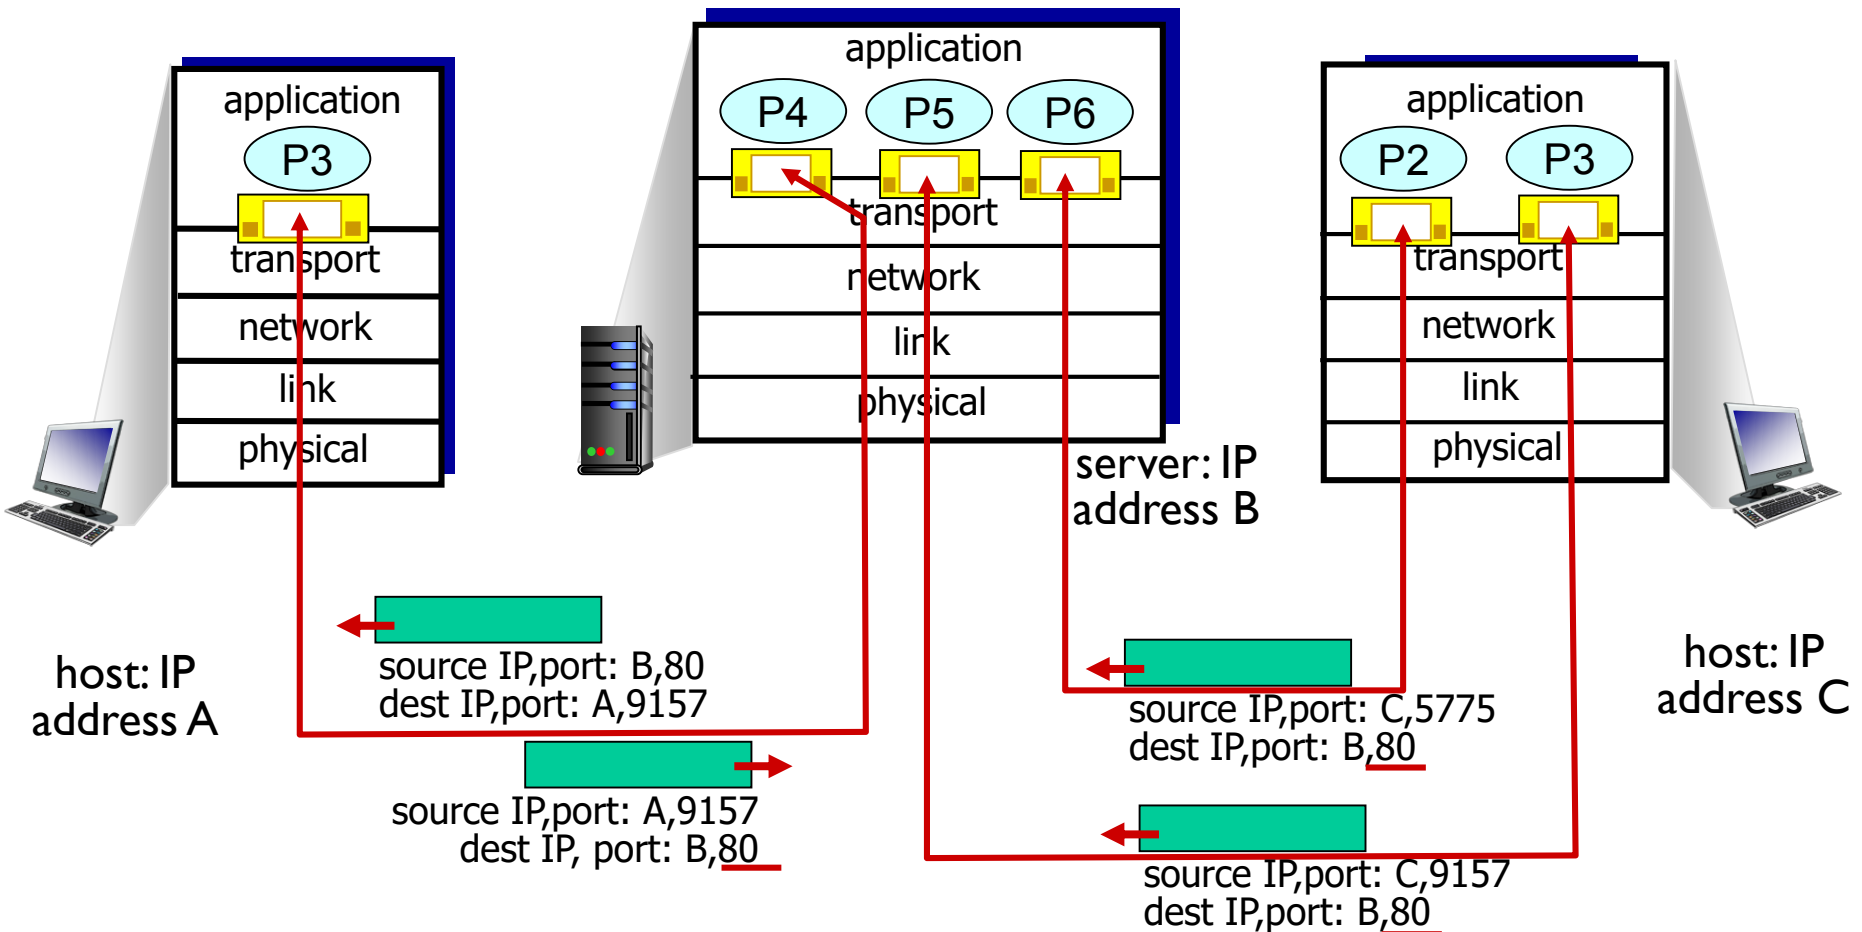 application
P3
transport
network
link
physical
host: IP
address A
application
P4
P5
P6
transport
network
link
physical
server: IP
address B
application
P2
P3
transport
network
link
physical
host: IP
address C
source IP,port: B,80
dest IP,port: A,9157
source IP,port: A,9157
dest IP, port: B,80
source IP,port: C,5775
dest IP,port: B,80
source IP,port: C,9157
dest IP,port: B,80